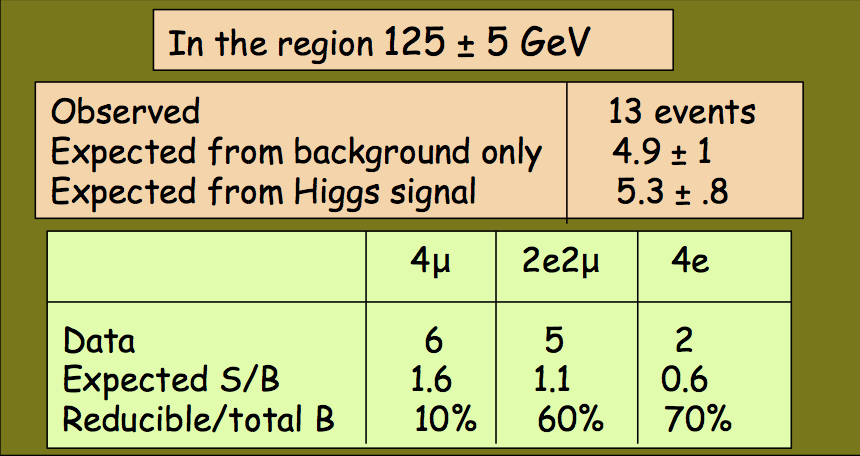 In the region 125 ± 5 GeV
Observed 13 events
Expected from background only 4.9 ± 1
Expected from Higgs signal 5.3 ± .8
4μ 2e2μ 4e
Data 6 5 2
Expected S/B 1.6 1.1 0.6
Reducible/total B 10% 60% 70%